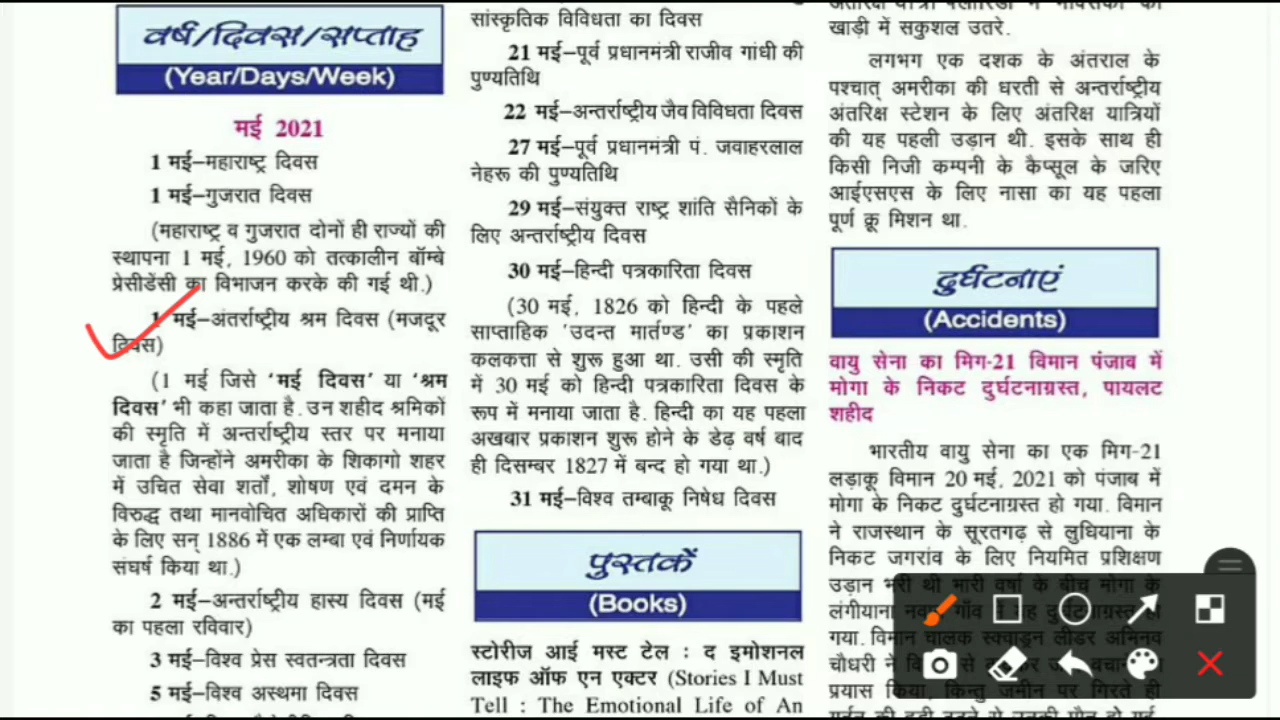 वर्ष/दिवस/सप्ताह
(Year/Days/Week)
मई 2021
1 मई–महाराष्ट्र दिवस
1 मई–गुजरात दिवस
(महाराष्ट्र व गुजरात दोनों ही राज्यों की
स्थापना 1 मई, 1960 को तत्कालीन बॉम्बे
प्रेसीडेंसी का विभाजन करके की गई थी.)
1 मई–अंतर्राष्ट्रीय श्रम दिवस (मजदूर
दिवस)
(1 मई जिसे ‘मई दिवस’ या ‘श्रम
दिवस’ भी कहा जाता है. उन शहीद श्रमिकों
की स्मृति में अन्तर्राष्ट्रीय स्तर पर मनाया
जाता है जिन्होंने अमरीका के शिकागो शहर
में उचित सेवा शर्तों, शोषण एवं दमन के
विरुद्ध तथा मानवोचित अधिकारों की प्राप्ति
के लिए सन् 1886 में एक लम्बा एवं निर्णायक
संघर्ष किया था.)
2 मई–अन्तर्राष्ट्रीय हास्य दिवस (मई
का पहला रविवार)
3 मई–विश्व प्रेस स्वतन्त्रता दिवस
5 मई–विश्व अस्थमा दिवस
सांस्कृतिक विविधता का दिवस
21 मई–पूर्व प्रधानमंत्री राजीव गांधी की
पुण्यतिथि
22 मई–अन्तर्राष्ट्रीय जैव विविधता दिवस
27 मई–पूर्व प्रधानमंत्री पं. जवाहरलाल
नेहरू की पुण्यतिथि
29 मई–संयुक्त राष्ट्र शांति सैनिकों के
लिए अन्तर्राष्ट्रीय दिवस
30 मई–हिन्दी पत्रकारिता दिवस
(30 मई, 1826 को हिन्दी के पहले
साप्ताहिक ‘उदन्त मार्तण्ड’ का प्रकाशन
कलकत्ता से शुरू हुआ था. उसी की स्मृति
में 30 मई को हिन्दी पत्रकारिता दिवस के
रूप में मनाया जाता है. हिन्दी का यह पहला
अखबार प्रकाशन शुरू होने के डेढ़ वर्ष बाद
ही दिसम्बर 1827 में बन्द हो गया था.)
31 मई–विश्व तम्बाकू निषेध दिवस
पुस्तकें
(Books)
स्टोरीज आई मस्ट टेल : द इमोशनल
लाइफ ऑफ एन एक्टर (Stories I Must
Tell : The Emotional Life of An
खाड़ी में सकुशल उतरे.
लगभग एक दशक के अंतराल के
पश्चात् अमरीका की धरती से अन्तर्राष्ट्रीय
अंतरिक्ष स्टेशन के लिए अंतरिक्ष यात्रियों
की यह पहली उड़ान थी. इसके साथ ही
किसी निजी कम्पनी के कैप्सूल के जरिए
आईएसएस के लिए नासा का यह पहला
पूर्ण क्रू मिशन था.
दुर्घटनाएं
(Accidents)
वायु सेना का मिग-21 विमान पंजाब में
मोगा के निकट दुर्घटनाग्रस्त, पायलट
शहीद
भारतीय वायु सेना का एक मिग-21
लड़ाकू विमान 20 मई, 2021 को पंजाब में
मोगा के निकट दुर्घटनाग्रस्त हो गया. विमान
ने राजस्थान के सूरतगढ़ से लुधियाना के
निकट जगरांव के लिए नियमित प्रशिक्षण
उड़ान भरी थी भारी वर्षा के बीच मोगा के
लंगीयाना
गया. विमान चालक स्क्वाड्रन लीडर अभिनव
चौधरी ने
प्रयास किया, किन्तु जमीन पर गिरते ही